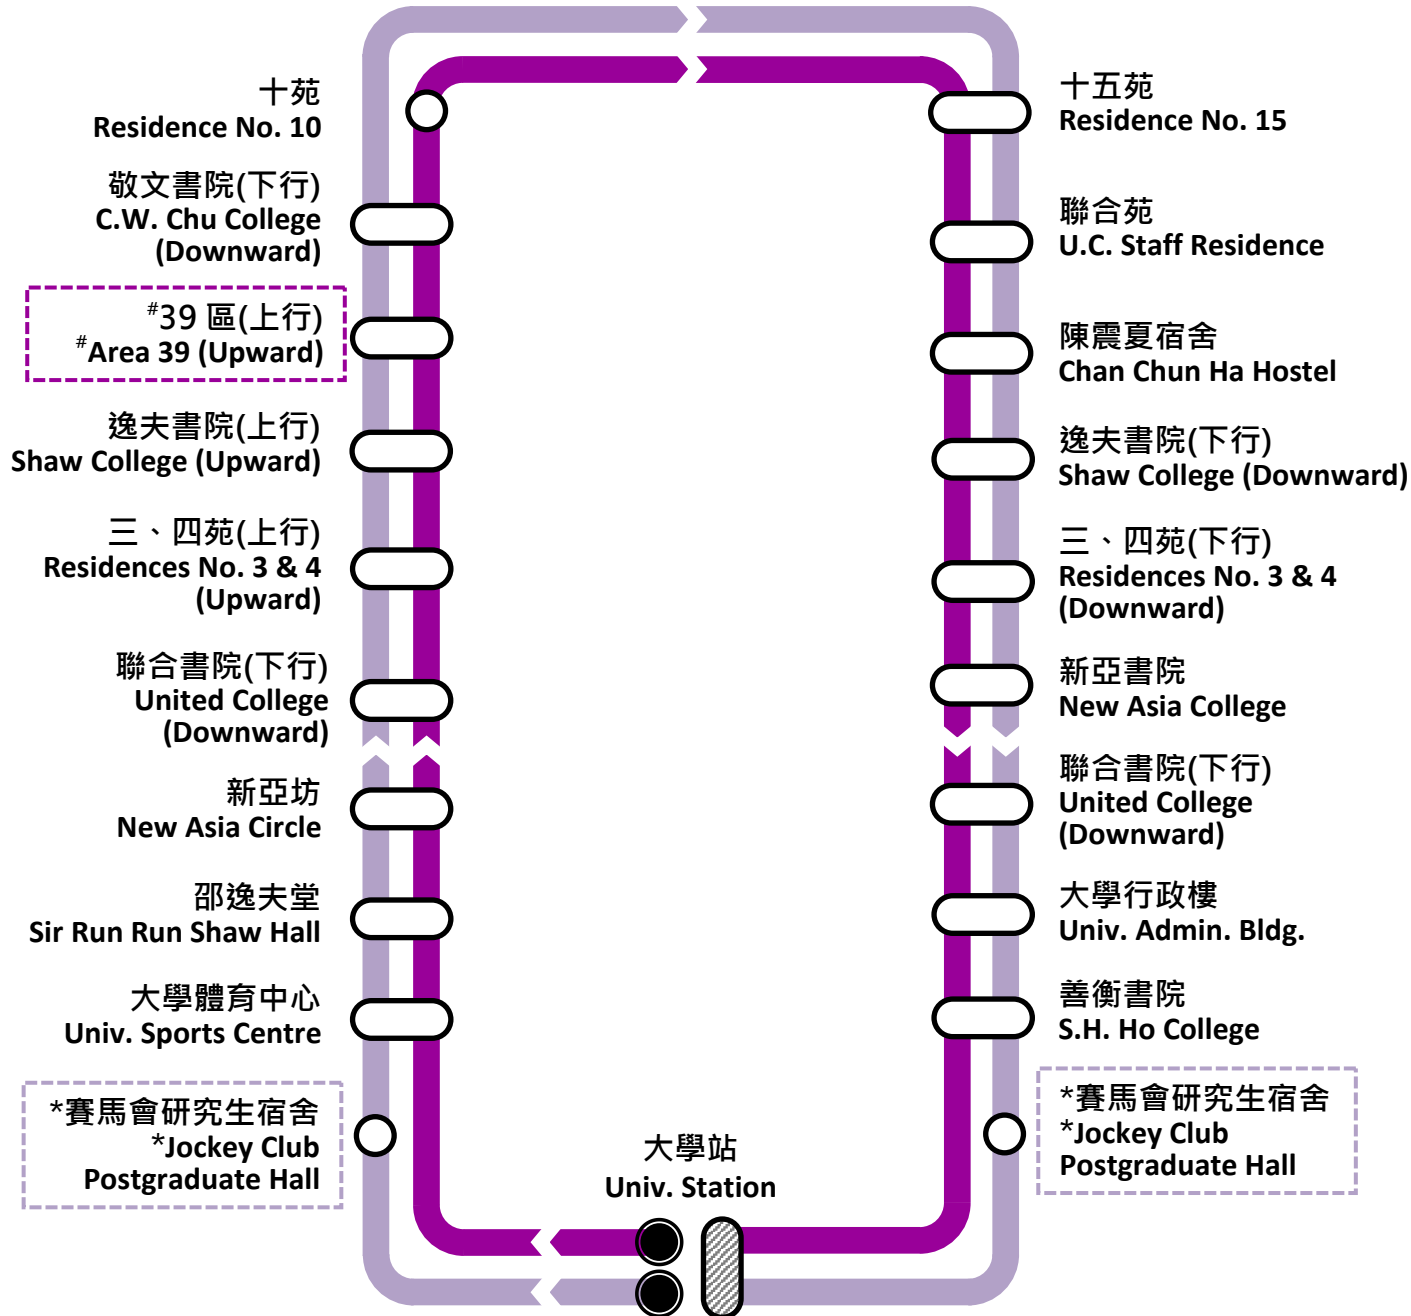 十苑
Residence No. 10
敬文書院(下行)
C.W. Chu College
(Downward)
#39 區(上行)
#Area 39 (Upward)
逸夫書院(上行)
Shaw College (Upward)
三、四苑(上行)
Residences No. 3 & 4
(Upward)
聯合書院(下行)
United College
(Downward)
新亞坊
New Asia Circle
邵逸夫堂
Sir Run Run Shaw Hall
大學體育中心
Univ. Sports Centre
*賽馬會研究生宿舍
*Jockey Club
Postgraduate Hall
大學站
Univ. Station
十五苑
Residence No. 15
聯合苑
U.C. Staff Residence
陳震夏宿舍
Chan Chun Ha Hostel
逸夫書院(下行)
Shaw College (Downward)
三、四苑(下行)
Residences No. 3 & 4
(Downward)
新亞書院
New Asia College
聯合書院(下行)
United College
(Downward)
大學行政樓
Univ. Admin. Bldg.
善衡書院
S.H. Ho College
*賽馬會研究生宿舍
*Jockey Club
Postgraduate Hall